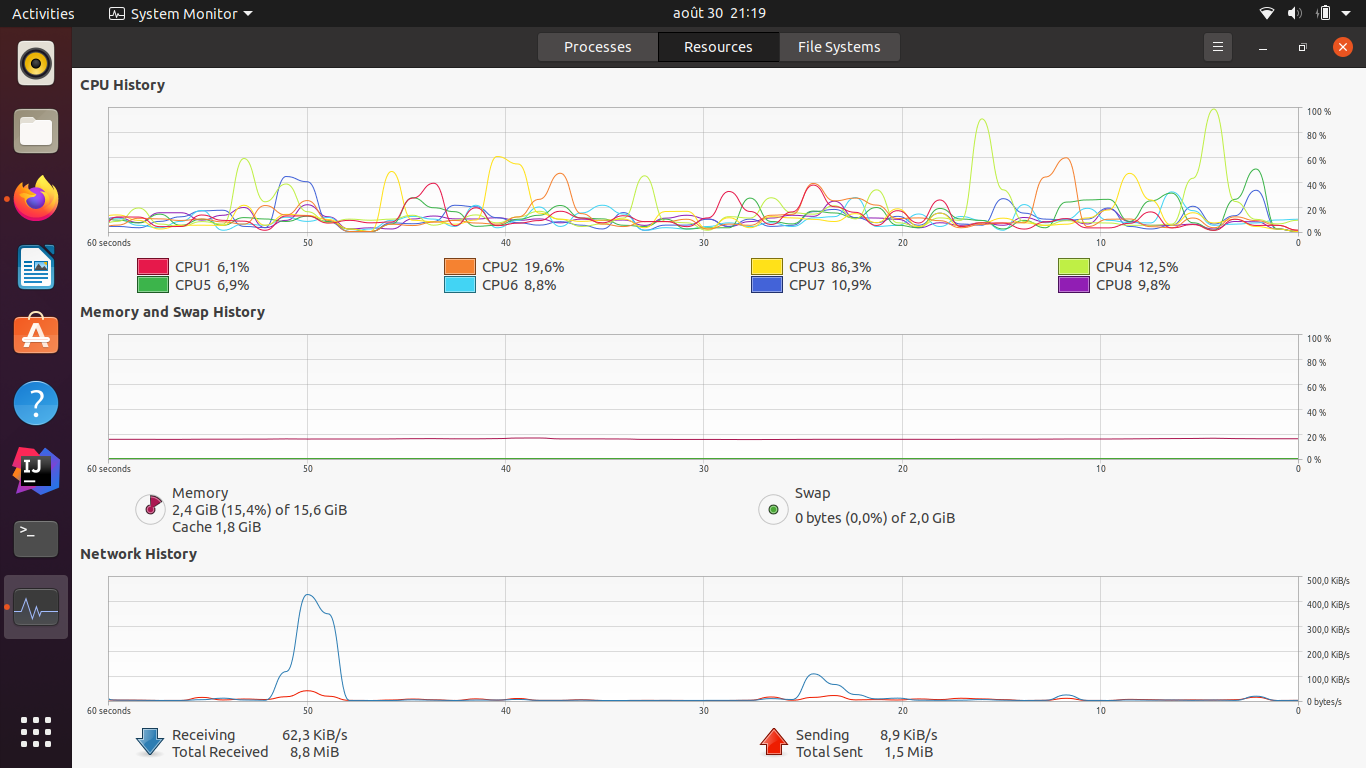 Activities System Monitor août 30 21:19
Processes Resources File Systems
CPU History
100 %
80 %
60 %
40 %
20 %
0 %
60 seconds 50 40 30 20 10 0
CPU1 6,1% CPU2 19,6% CPU3 86,3% CPU4 12,5%
CPU5 6,9% CPU6 8,8% CPU7 10,9% CPU8 9,8%
Memory and Swap History
100 %
80 %
60 %
40 %
20 %
0 %
60 seconds 50 40 30 20 10 0
Memory
2,4 GiB (15,4%) of 15,6 GiB
Cache 1,8 GiB
Swap
0 bytes (0,0%) of 2,0 GiB
Network History
500,0 KiB/s
400,0 KiB/s
300,0 KiB/s
200,0 KiB/s
100,0 KiB/s
0 bytes/s
60 seconds 50 40 30 20 10 0
Receiving 62,3 KiB/s
Total Received 8,8 MiB
Sending 8,9 KiB/s
Total Sent 1,5 MiB
A
?
IJ
>_